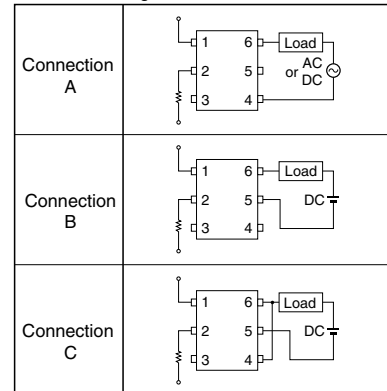 Connection
A
1 6 Load
2 5 or AC
DC
3 4
Connection
B
1 6 Load
2 5 DC
3 4
Connection
C
1 6 Load
2 5 DC
3 4